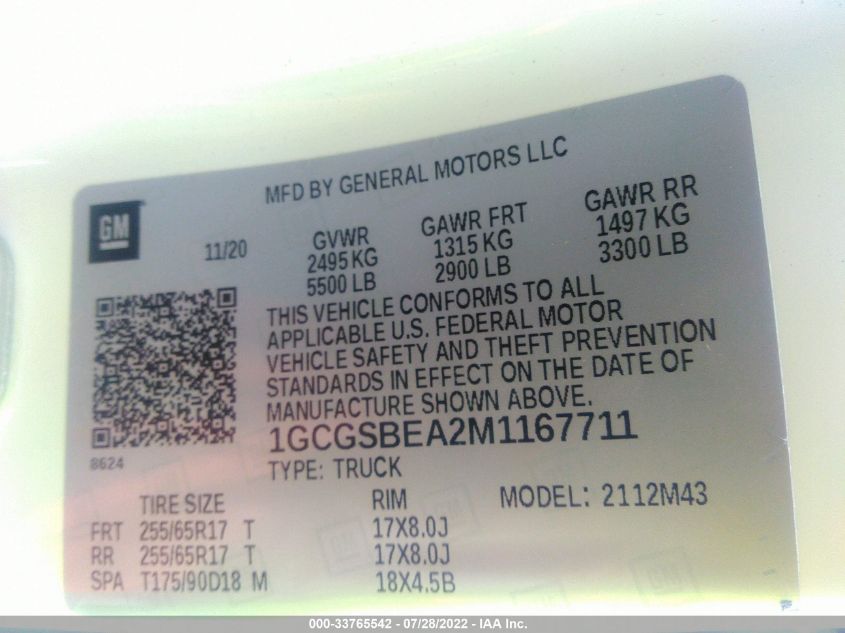 MFD BY GENERAL MOTORS LLC
GM
11/20
GVWR
2495 KG
5500 LB
GAWR FRT
1315 KG
2900 LB
GAWR RR
1497 KG
3300 LB
THIS VEHICLE CONFORMS TO ALL
APPLICABLE U.S. FEDERAL MOTOR
VEHICLE SAFETY AND THEFT PREVENTION
STANDARDS IN EFFECT ON THE DATE OF
MANUFACTURE SHOWN ABOVE.
1GCGSBEA2M1167711
8624
TYPE: TRUCK
MODEL: 2112M43
TIRE SIZE RIM
FRT 255/65R17 T 17X8.0J
RR 255/65R17 T 17X8.0J
SPA T175/90D18 M 18X4.5B
000-33765542 - 07/28/2022 - IAA Inc.